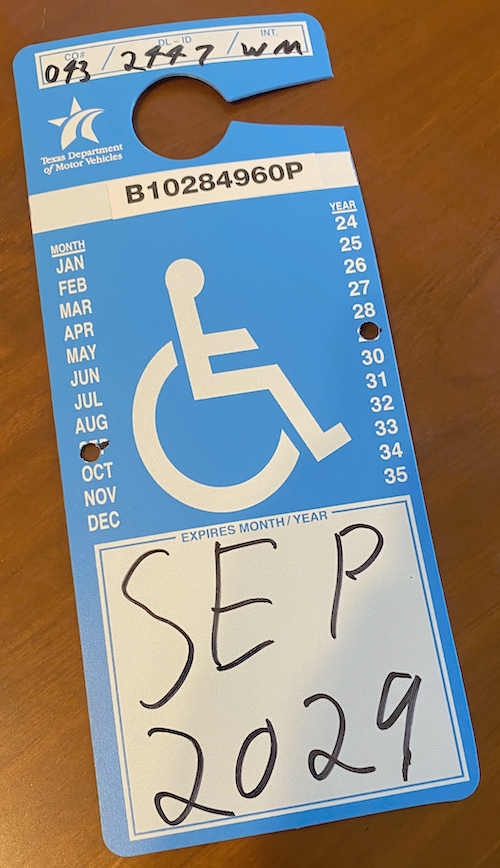 CO# DL-ID INT.
043 / 2447 / WM
Texas Department
of Motor Vehicles
B10284960P
MONTH
JAN
FEB
MAR
APR
MAY
JUN
JUL
AUG
OCT
NOV
DEC
YEAR
24
25
26
27
28
30
31
32
33
34
35
EXPIRES MONTH / YEAR
SEP
2029